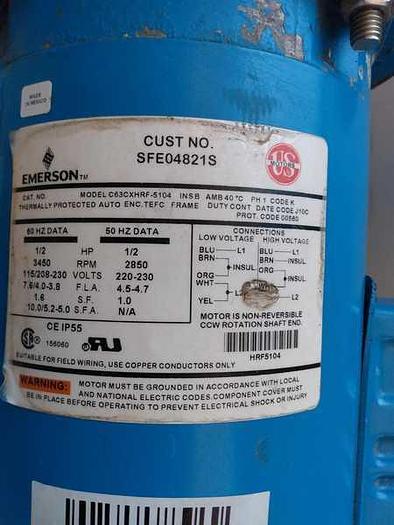 MADE
IN MEXICO
CUST NO.
SFE04821S
EMERSON™
US
MOTORS
CAT. NO. MODEL C63CXHRF-5104 INS B AMB 40°C PH 1 CODE K
THERMALLY PROTECTED AUTO ENC. TEFC FRAME DUTY CONT DATE CODE J10C
PROT. CODE 00560
60 HZ DATA 50 HZ DATA
1/2 HP 1/2
3450 RPM 2850
115/208-230 VOLTS 220-230
7.6/4.0-3.8 F.L.A. 4.5-4.7
1.6 S.F. 1.0
10.0/5.2-5.0 S.F.A. N/A
CONNECTIONS
LOW VOLTAGE HIGH VOLTAGE
BLU L1 BLU L1
BRN INSUL BRN INSUL
ORG ORG
WHT
YEL L2 L2
MOTOR IS NON-REVERSIBLE
CCW ROTATION SHAFT END.
CE IP55
156060
HRF5104
SUITABLE FOR FIELD WIRING, USE COPPER CONDUCTORS ONLY
WARNING: MOTOR MUST BE GROUNDED IN ACCORDANCE WITH LOCAL
AND NATIONAL ELECTRIC CODES. COMPONENT COVER MUST
BE IN PLACE BEFORE OPERATING TO PREVENT ELECTRICAL SHOCK OR INJURY